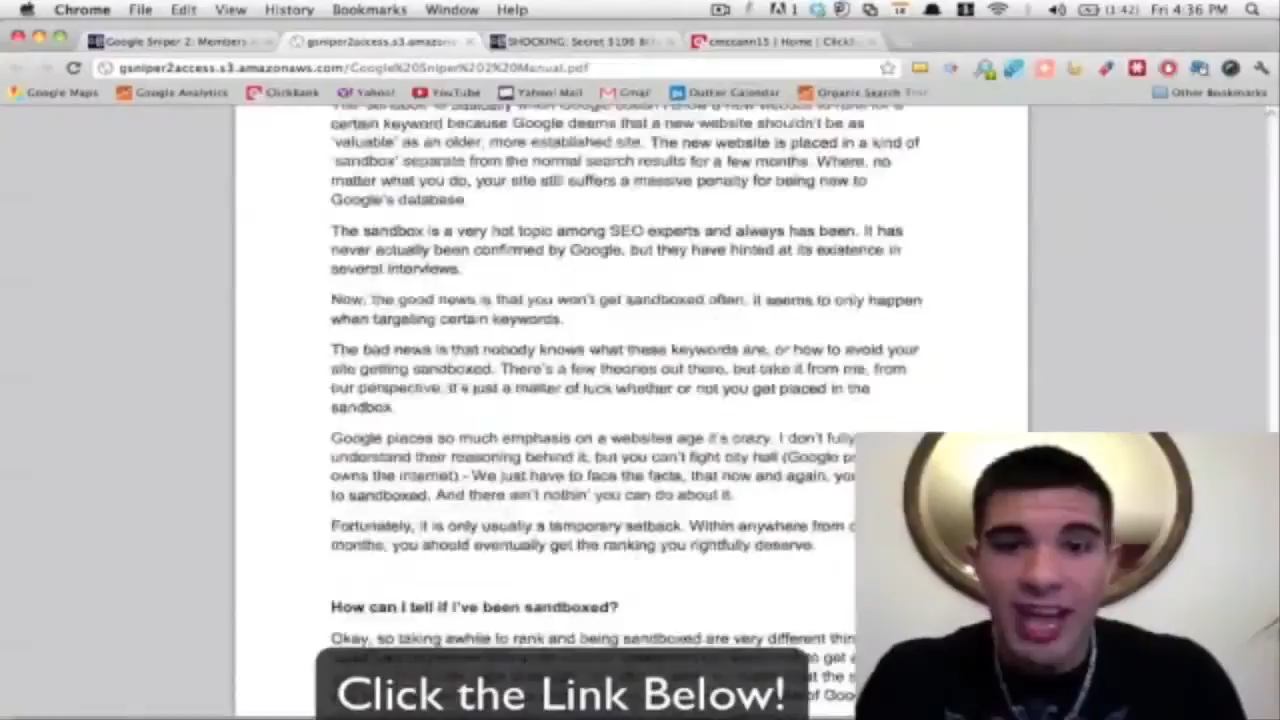 Chrome File Edit View History Bookmarks Window Help 1 (1:42) Fri 4:36 PM
Google Sniper 2: Members gsniper2access.s3.amazon SHOCKING: Secret $10B cmccann15 | Home | Click
gsniper2access.s3.amazonaws.com/Google%20Sniper%202%20Manual.pdf
Google Maps Google Analytics ClickBank Yahoo! YouTube Yahoo! Mail Gmail Dutter Calendar Organic Search Other Bookmarks
certain keyword because Google deems that a new website shouldn't be as
'valuable' as an older, more established site. The new website is placed in a kind of
'sandbox' separate from the normal search results for a few months. Where, no
matter what you do, your site still suffers a massive penalty for being new to
Google's database
The sandbox is a very hot topic among SEO experts and always has been. It has
never actually been confirmed by Google, but they have hinted at its existence in
several interviews.
Now, the good news is that you won't get sandboxed often, it seems to only happen
when targeting certain keywords.
The bad news is that nobody knows what these keywords are, or how to avoid your
site getting sandboxed. There's a few theories out there, but take it from me, from
our perspective, it's just a matter of luck whether or not you get placed in the
sandbox
Google places so much emphasis on a websites age it's crazy. I don't fully
understand their reasoning behind it, but you can't fight city hall (Google
owns the internet) - We just have to face the facts, that now and again,
to sandboxed. And there ain't nothin' you can do about it.
Fortunately, it is only usually a temporary setback. Within anywhere from
months, you should eventually get the ranking you rightfully deserve.
How can I tell if I've been sandboxed?
Okay, so taking awhile to rank and being sandboxed are very different
Click the Link Below!